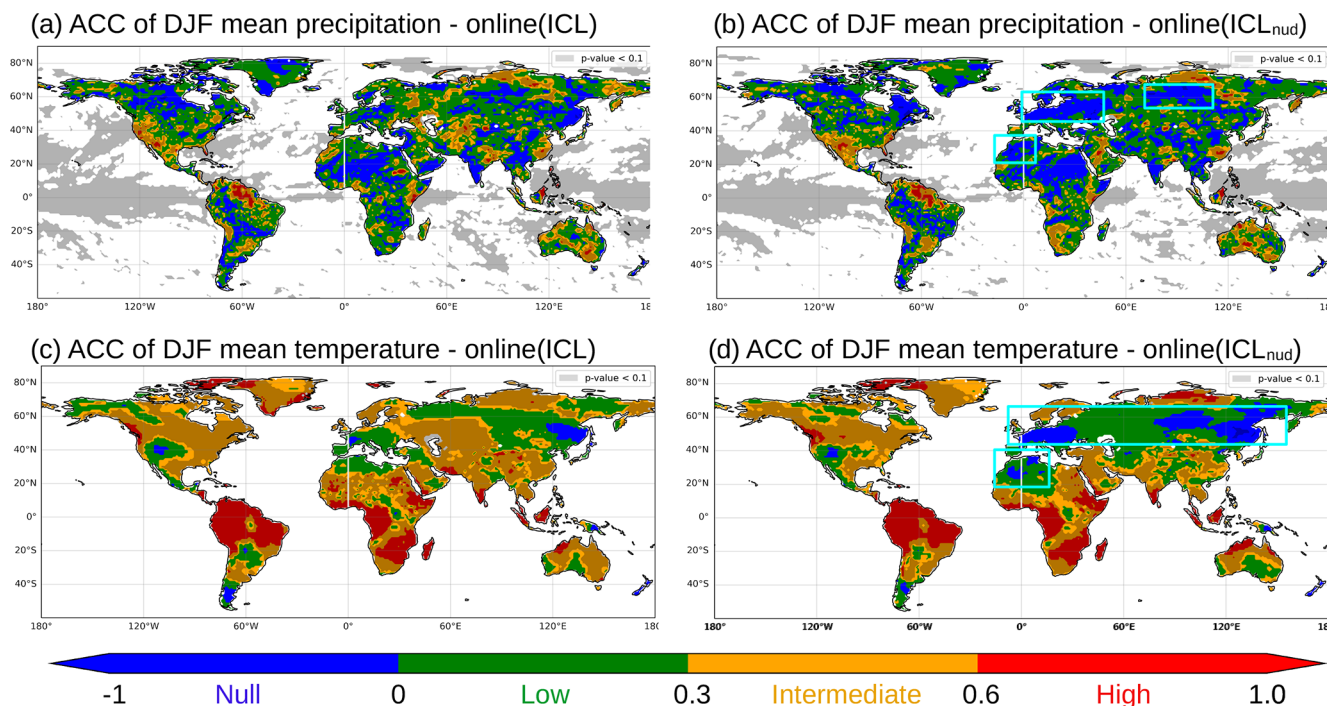 (a) ACC of DJF mean precipitation - online(ICL)
80°N
60°N
40°N
20°N
0°
20°S
40°S
180°
120°W
60°W
0°
60°E
120°E
180
p-value < 0.1
(b) ACC of DJF mean precipitation - online(ICLnud)
80°N
60°N
40°N
20°N
0°
20°S
40°S
180°
120°W
60°W
0°
60°E
120°E
p-value < 0.1
(c) ACC of DJF mean temperature - online(ICL)
80°N
60°N
40°N
20°N
0°
20°S
40°S
180°
120°W
60°W
0°
60°E
120°E
180
p-value < 0.1
(d) ACC of DJF mean temperature - online(ICLnud)
80°N
60°N
40°N
20°N
0°
20°S
40°S
180°
120°W
60°W
0°
60°E
120°E
p-value < 0.1
-1 Null 0 Low 0.3 Intermediate 0.6 High 1.0